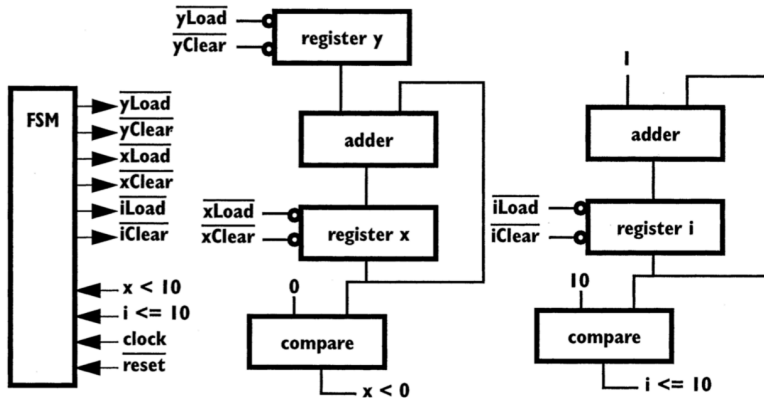 yLoad
yClear
register y
adder
xLoad
xClear
register x
0
compare
x < 0
FSM
yLoad
yClear
xLoad
xClear
iLoad
iClear
x < 10
i <= 10
clock
reset
1
adder
iLoad
iClear
register i
10
compare
i <= 10